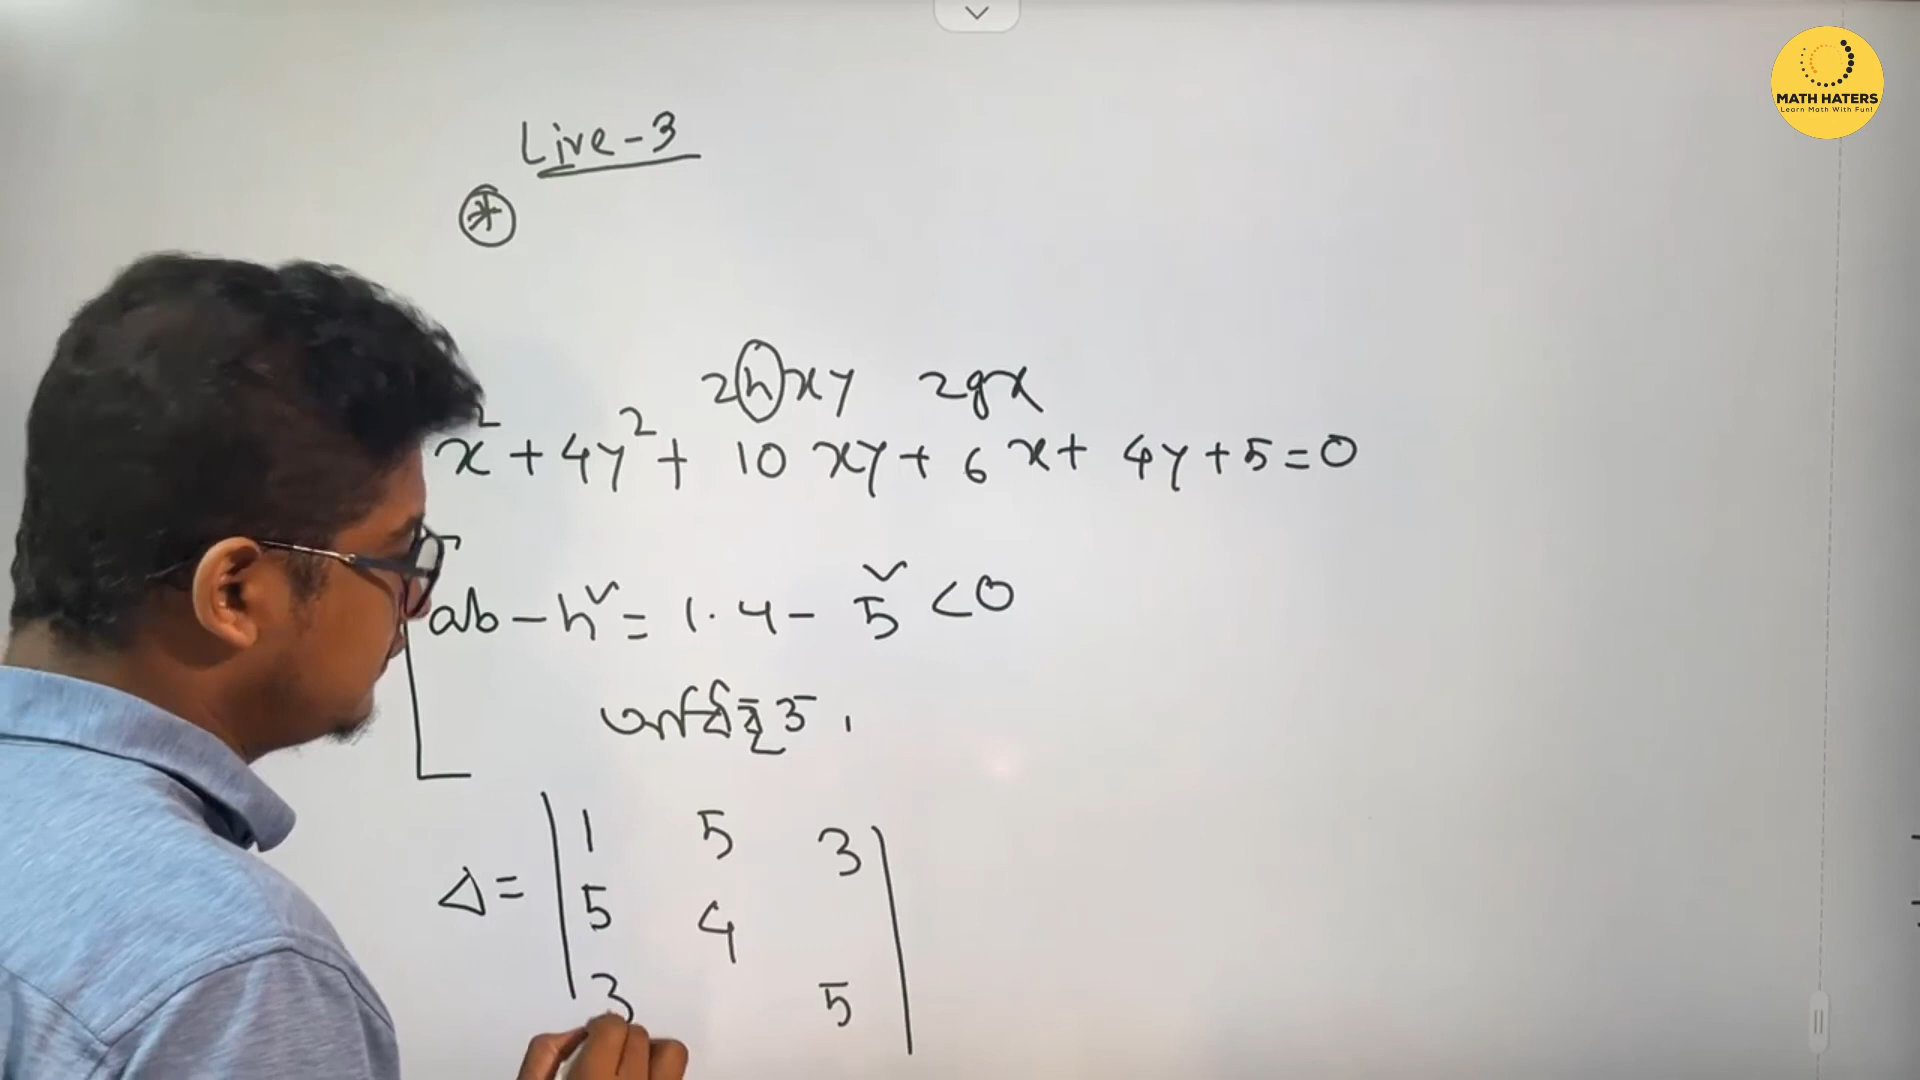 MATH HATERS
Learn Math With Fun!
Live-3
2hxy 2gx
x² + 4y² + 10xy + 6x + 4y + 5 = 0
ab - h² = 1.4 - 5² < 0
অধিবৃত্ত।
Δ = | 1 5 3 |
5 4
3 5